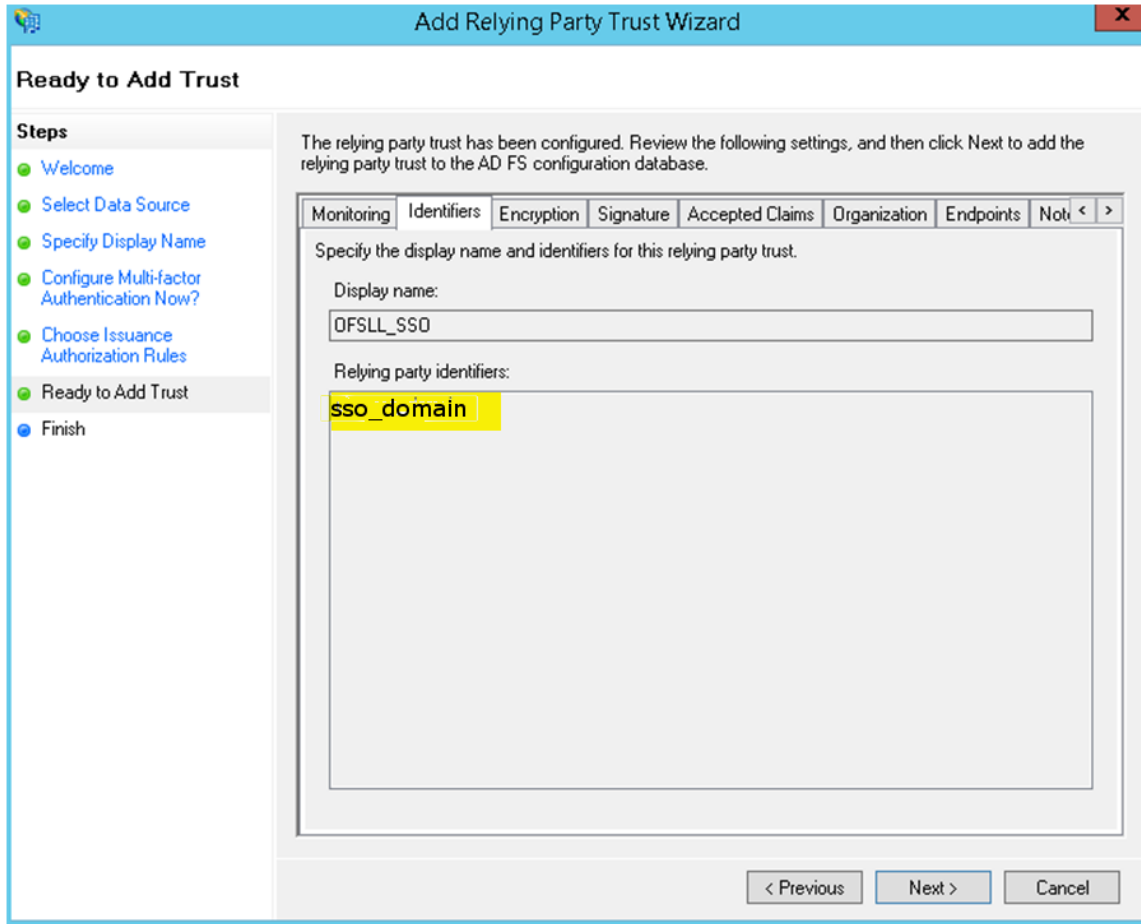 Add Relying Party Trust Wizard
X
Ready to Add Trust
Steps
Welcome
Select Data Source
Specify Display Name
Configure Multi-factor
Authentication Now?
Choose Issuance
Authorization Rules
Ready to Add Trust
Finish
The relying party trust has been configured. Review the following settings, and then click Next to add the
relying party trust to the AD FS configuration database.
Monitoring Identifiers Encryption Signature Accepted Claims Organization Endpoints Not < >
Specify the display name and identifiers for this relying party trust.
Display name:
OFSLL_SSO
Relying party identifiers:
sso_domain
< Previous Next > Cancel